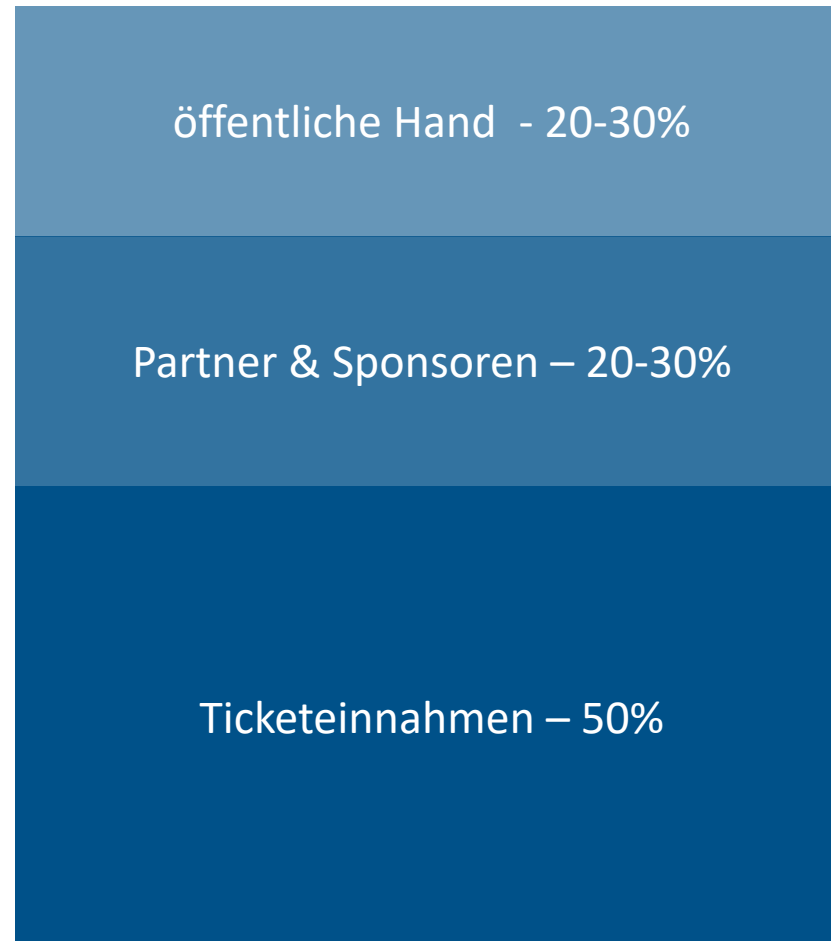 öffentliche Hand  - 20-30%
Partner & Sponsoren – 20-30%
Ticketeinnahmen – 50%